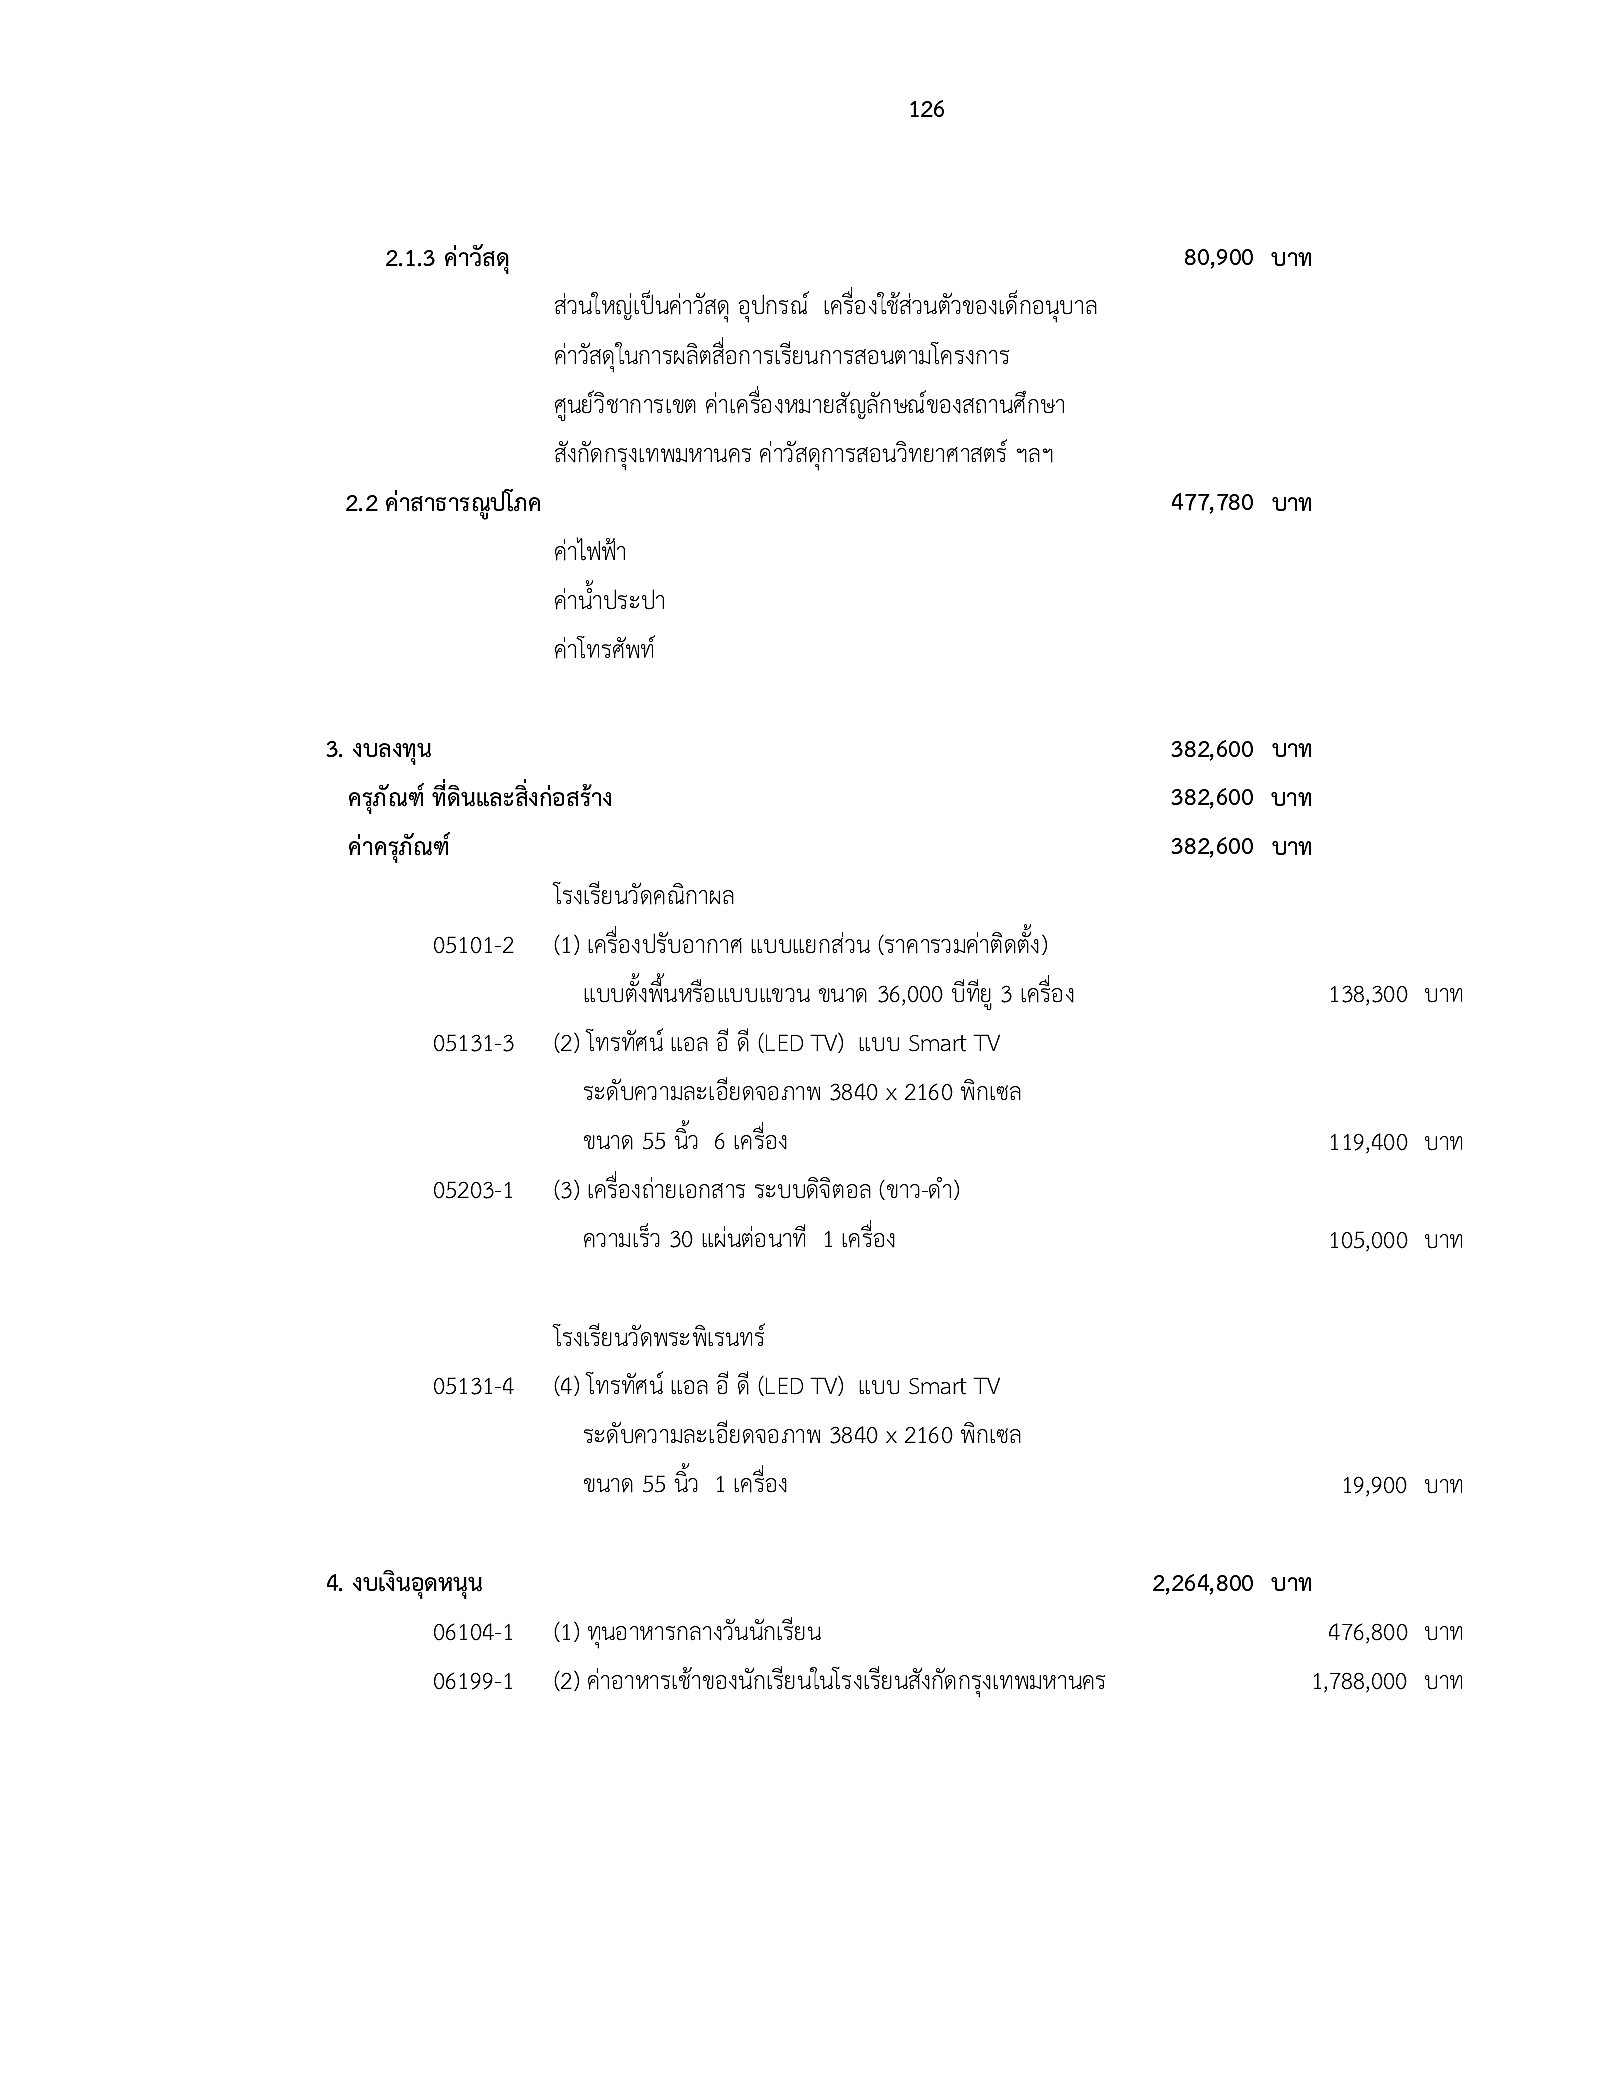 126
2.1.3 ค่าวัสดุ 80,900 บาท
ส่วนใหญ่เป็นค่าวัสดุ อุปกรณ์ เครื่องใช้ส่วนตัวของเด็กอนุบาล
ค่าวัสดุในการผลิตสื่อการเรียนการสอนตามโครงการ
ศูนย์วิชาการเขต ค่าเครื่องหมายสัญลักษณ์ของสถานศึกษา
สังกัดกรุงเทพมหานคร ค่าวัสดุการสอนวิทยาศาสตร์ ฯลฯ
2.2 ค่าสาธารณูปโภค 477,780 บาท
ค่าไฟฟ้า
ค่าน้ำประปา
ค่าโทรศัพท์
3. งบลงทุน 382,600 บาท
ครุภัณฑ์ ที่ดินและสิ่งก่อสร้าง 382,600 บาท
ค่าครุภัณฑ์ 382,600 บาท
โรงเรียนวัดคณิกาผล
05101-2 (1) เครื่องปรับอากาศ แบบแยกส่วน (ราคารวมค่าติดตั้ง)
แบบตั้งพื้นหรือแบบแขวน ขนาด 36,000 บีทียู 3 เครื่อง 138,300 บาท
05131-3 (2) โทรทัศน์ แอล อี ดี (LED TV) แบบ Smart TV
ระดับความละเอียดจอภาพ 3840 x 2160 พิกเซล
ขนาด 55 นิ้ว 6 เครื่อง 119,400 บาท
05203-1 (3) เครื่องถ่ายเอกสาร ระบบดิจิตอล (ขาว-ดำ)
ความเร็ว 30 แผ่นต่อนาที 1 เครื่อง 105,000 บาท
โรงเรียนวัดพระพิเรนทร์
05131-4 (4) โทรทัศน์ แอล อี ดี (LED TV) แบบ Smart TV
ระดับความละเอียดจอภาพ 3840 x 2160 พิกเซล
ขนาด 55 นิ้ว 1 เครื่อง 19,900 บาท
4. งบเงินอุดหนุน 2,264,800 บาท
06104-1 (1) ทุนอาหารกลางวันนักเรียน 476,800 บาท
06199-1 (2) ค่าอาหารเช้าของนักเรียนในโรงเรียนสังกัดกรุงเทพมหานคร 1,788,000 บาท